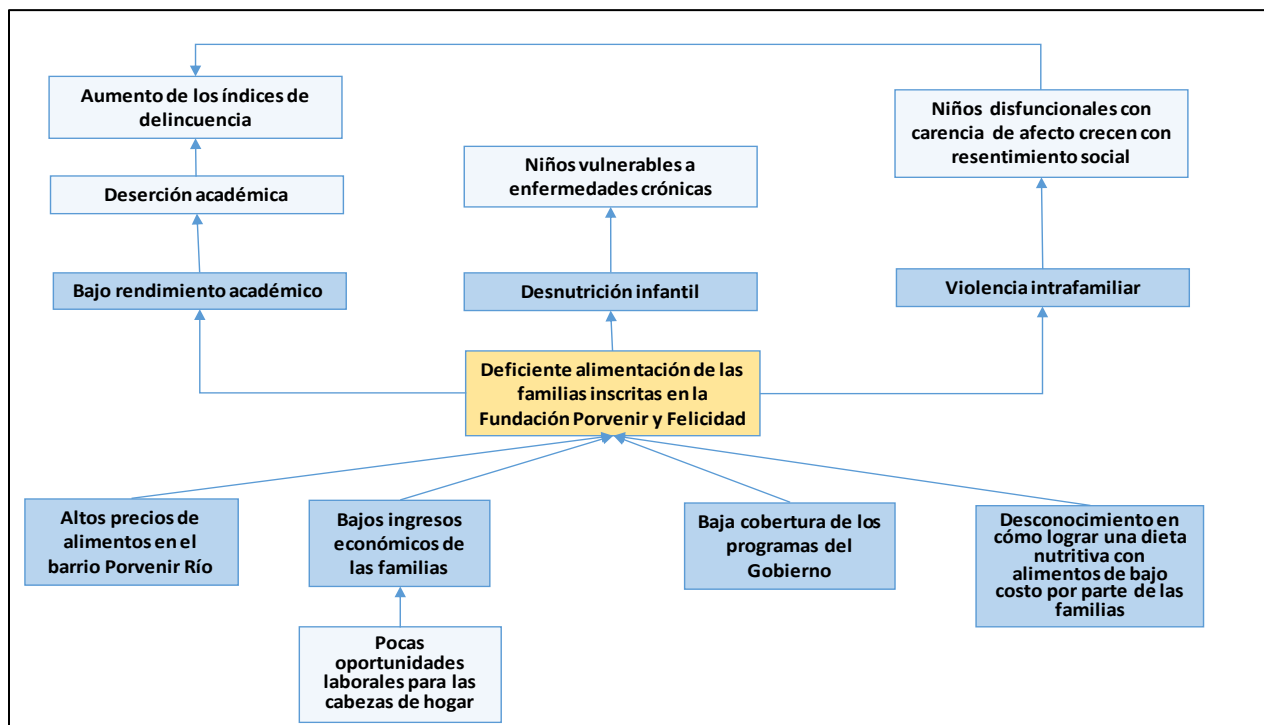 Aumento de los índices de
delincuencia
Niños disfuncionales con
carencia de afecto crecen con
resentimiento social
Niños vulnerables a
enfermedades crónicas
Deserción académica
Bajo rendimiento académico
Desnutrición infantil
Violencia intrafamiliar
Deficiente alimentación de las
familias inscritas en la
Fundación Porvenir y Felicidad
Altos precios de
alimentos en el
barrio Porvenir Río
Bajos ingresos
económicos de
las familias
Baja cobertura de los
programas del
Gobierno
Desconocimiento en
cómo lograr una dieta
nutritiva con
alimentos de bajo
costo por parte de las
familias
Pocas
oportunidades
laborales para las
cabezas de hogar